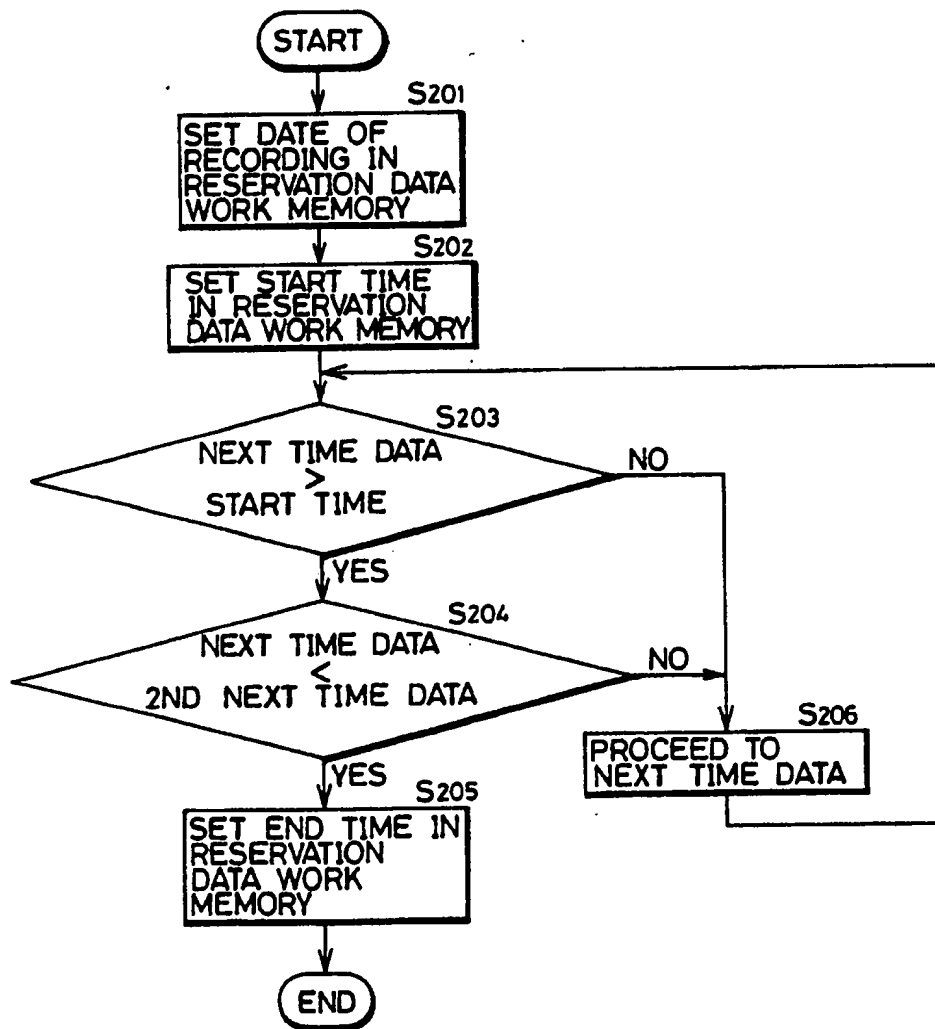 START
S201
SET DATE OF
RECORDING IN
RESERVATION DATA
WORK MEMORY
S202
SET START TIME
IN RESERVATION
DATA WORK MEMORY
S203
NEXT TIME DATA
>
START TIME
NO
YES
S204
NEXT TIME DATA
<
2ND NEXT TIME DATA
NO
YES
S206
PROCEED TO
NEXT TIME DATA
S205
SET END TIME IN
RESERVATION
DATA WORK
MEMORY
END